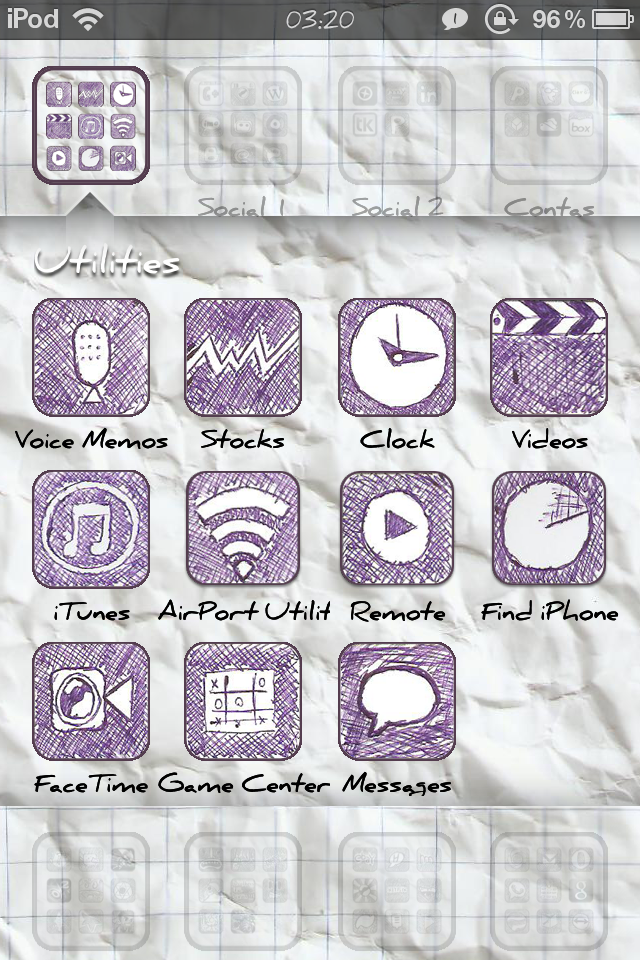 iPod 03:20 96%
Social 1 Social 2 Contas
Utilities
Voice Memos Stocks Clock Videos
iTunes AirPort Utilit Remote Find iPhone
X O
O O
X
FaceTime Game Center Messages